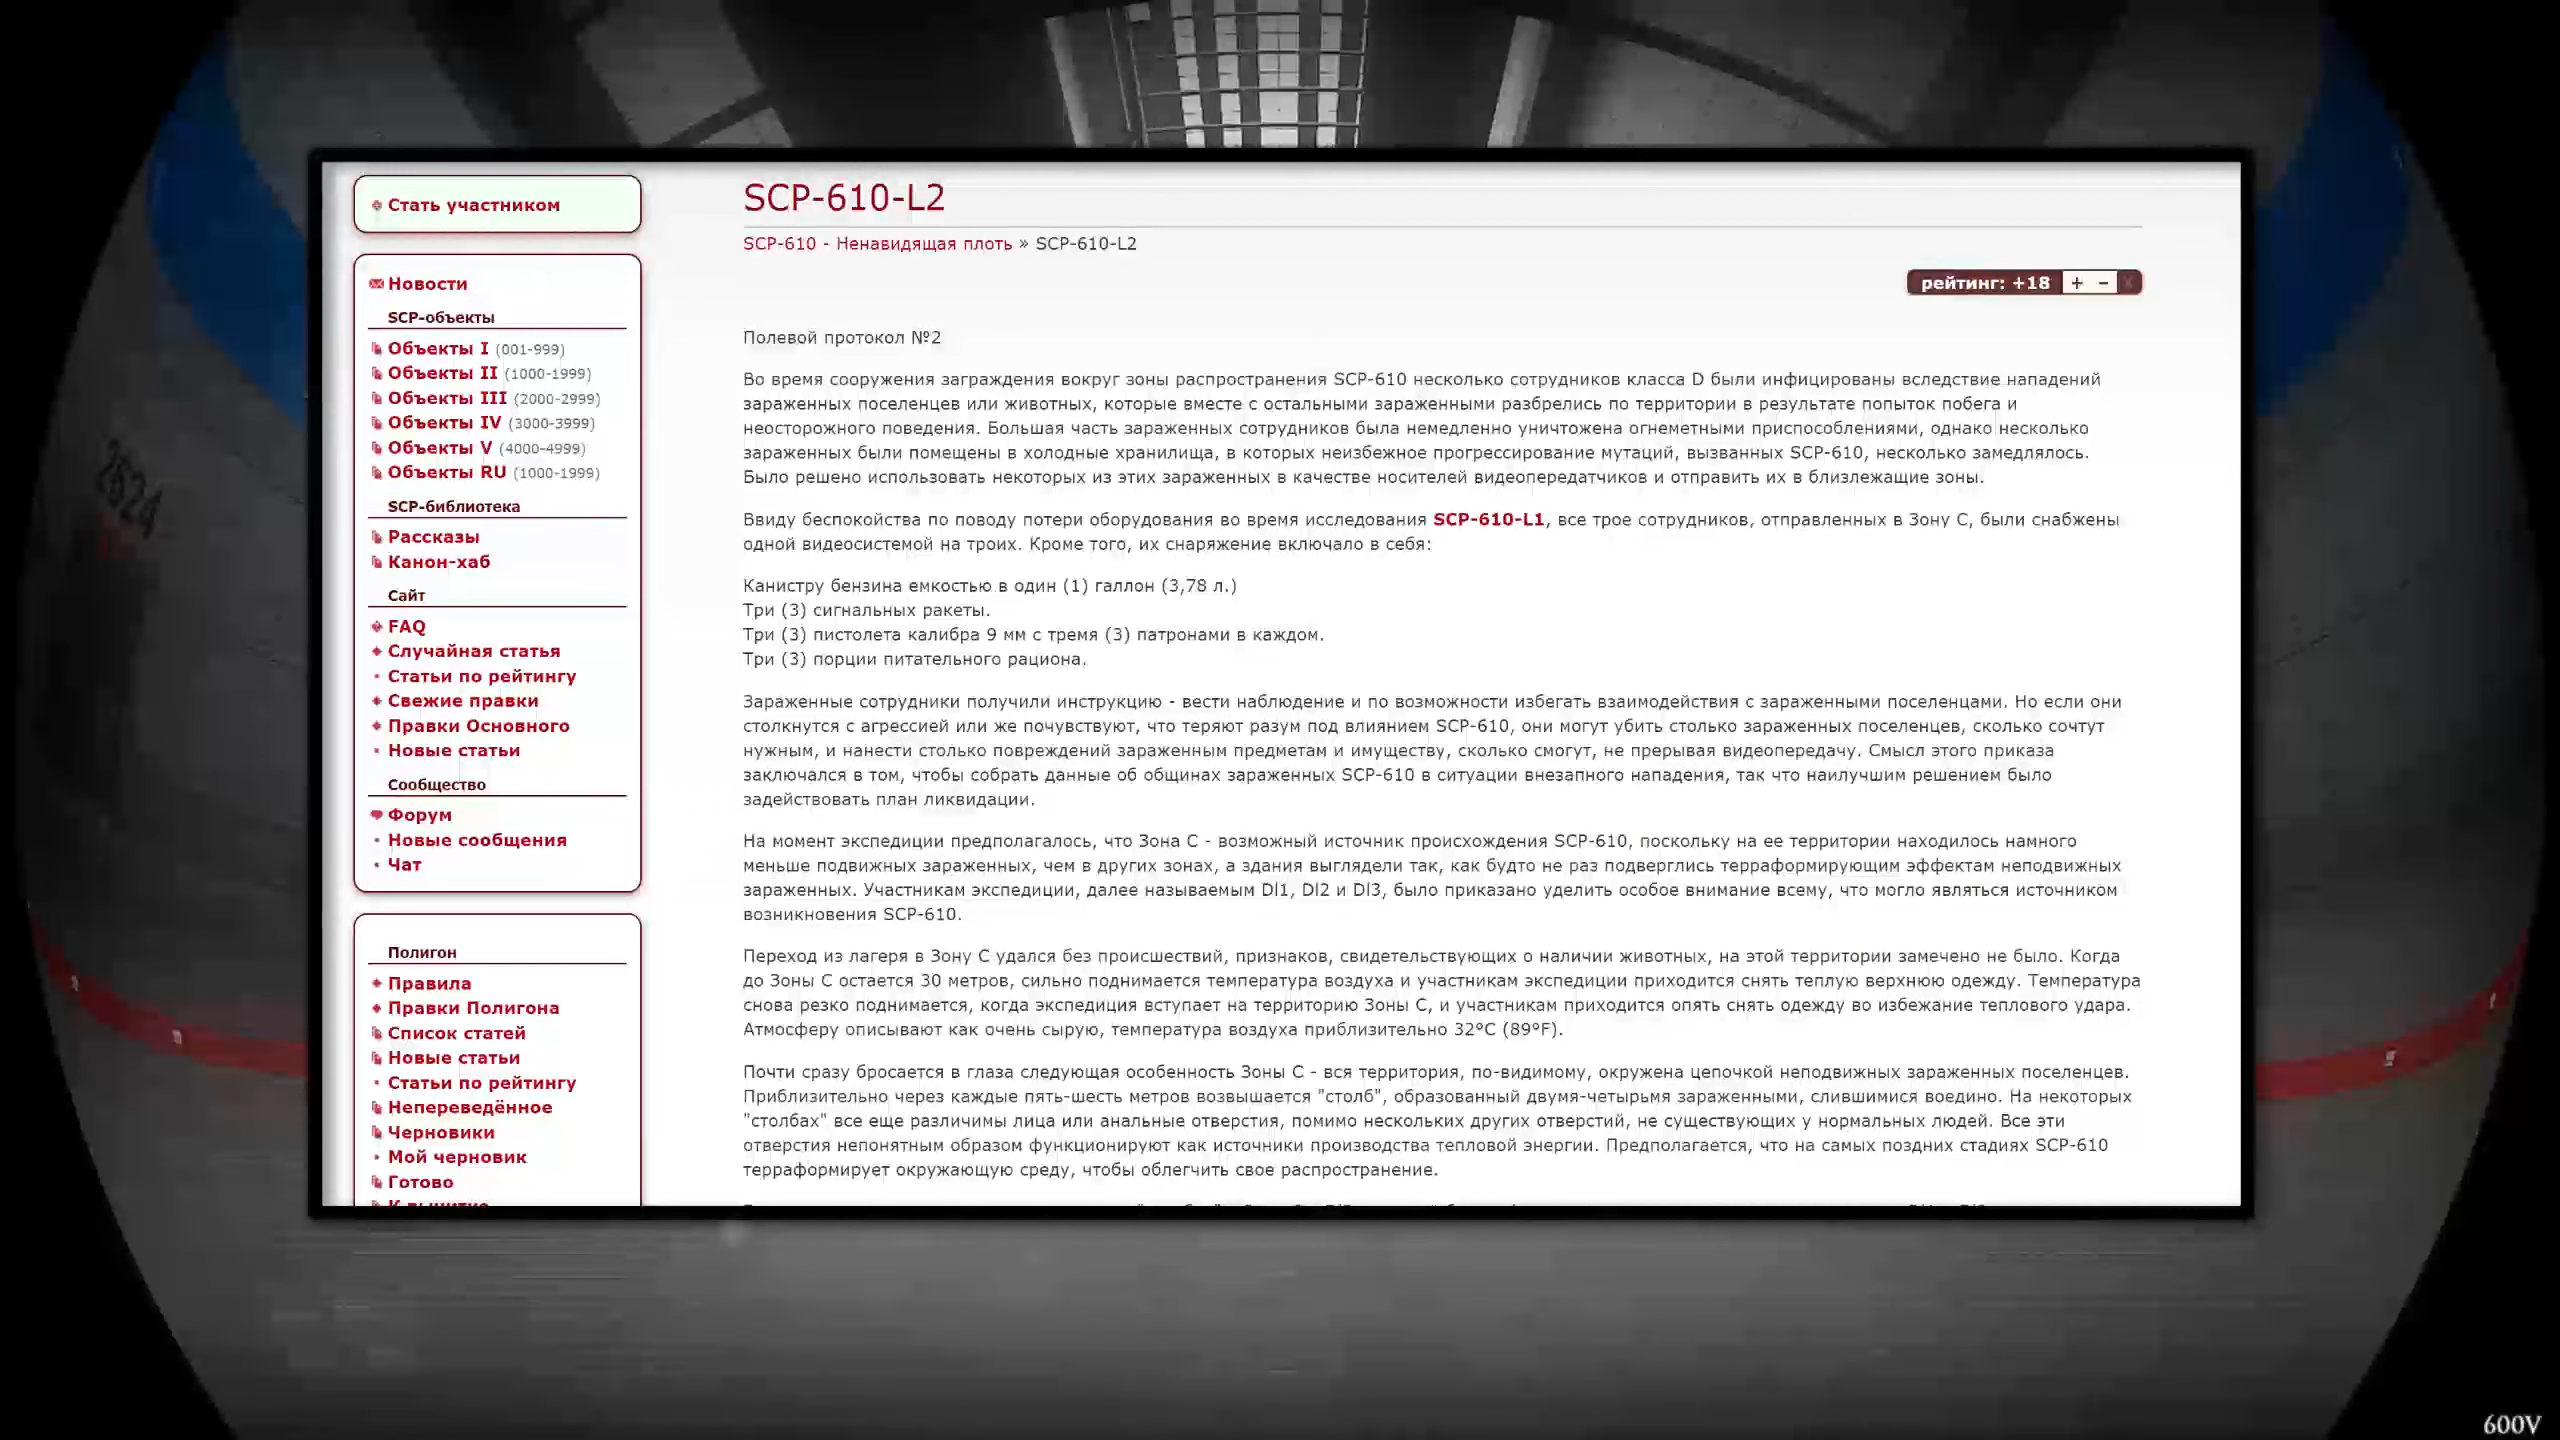 Стать участником
Новости
SCP-объекты
Объекты I (001-999)
Объекты II (1000-1999)
Объекты III (2000-2999)
Объекты IV (3000-3999)
Объекты V (4000-4999)
Объекты RU (1000-1999)
SCP-библиотека
Рассказы
Канон-хаб
Сайт
FAQ
Случайная статья
Статьи по рейтингу
Свежие правки
Правки Основного
Новые статьи
Сообщество
Форум
Новые сообщения
Чат
Полигон
Правила
Правки Полигона
Список статей
Новые статьи
Статьи по рейтингу
Непереведённое
Черновики
Мой черновик
Готово
SCP-610-L2
SCP-610 - Ненавидящая плоть » SCP-610-L2
рейтинг: +18 + – X
Полевой протокол №2
Во время сооружения заграждения вокруг зоны распространения SCP-610 несколько сотрудников класса D были инфицированы вследствие нападений
зараженных поселенцев или животных, которые вместе с остальными зараженными разбрелись по территории в результате попыток побега и
неосторожного поведения. Большая часть зараженных сотрудников была немедленно уничтожена огнеметными приспособлениями, однако несколько
зараженных были помещены в холодные хранилища, в которых неизбежное прогрессирование мутаций, вызванных SCP-610, несколько замедлялось.
Было решено использовать некоторых из этих зараженных в качестве носителей видеопередатчиков и отправить их в близлежащие зоны.
Ввиду беспокойства по поводу потери оборудования во время исследования SCP-610-L1, все трое сотрудников, отправленных в Зону С, были снабжены
одной видеосистемой на троих. Кроме того, их снаряжение включало в себя:
Канистру бензина емкостью в один (1) галлон (3,78 л.)
Три (3) сигнальных ракеты.
Три (3) пистолета калибра 9 мм с тремя (3) патронами в каждом.
Три (3) порции питательного рациона.
Зараженные сотрудники получили инструкцию - вести наблюдение и по возможности избегать взаимодействия с зараженными поселенцами. Но если они
столкнутся с агрессией или же почувствуют, что теряют разум под влиянием SCP-610, они могут убить столько зараженных поселенцев, сколько сочтут
нужным, и нанести столько повреждений зараженным предметам и имуществу, сколько смогут, не прерывая видеопередачу. Смысл этого приказа
заключался в том, чтобы собрать данные об общинах зараженных SCP-610 в ситуации внезапного нападения, так что наилучшим решением было
задействовать план ликвидации.
На момент экспедиции предполагалось, что Зона С - возможный источник происхождения SCP-610, поскольку на ее территории находилось намного
меньше подвижных зараженных, чем в других зонах, а здания выглядели так, как будто не раз подверглись терраформирующим эффектам неподвижных
зараженных. Участникам экспедиции, далее называемым Dl1, Dl2 и Dl3, было приказано уделить особое внимание всему, что могло являться источником
возникновения SCP-610.
Переход из лагеря в Зону С удался без происшествий, признаков, свидетельствующих о наличии животных, на этой территории замечено не было. Когда
до Зоны С остается 30 метров, сильно поднимается температура воздуха и участникам экспедиции приходится снять теплую верхнюю одежду. Температура
снова резко поднимается, когда экспедиция вступает на территорию Зоны С, и участникам приходится опять снять одежду во избежание теплового удара.
Атмосферу описывают как очень сырую, температура воздуха приблизительно 32°C (89°F).
Почти сразу бросается в глаза следующая особенность Зоны С - вся территория, по-видимому, окружена цепочкой неподвижных зараженных поселенцев.
Приблизительно через каждые пять-шесть метров возвышается "столб", образованный двумя-четырьмя зараженными, слившимися воедино. На некоторых
"столбах" все еще различимы лица или анальные отверстия, помимо нескольких других отверстий, не существующих у нормальных людей. Все эти
отверстия непонятным образом функционируют как источники производства тепловой энергии. Предполагается, что на самых поздних стадиях SCP-610
терраформирует окружающую среду, чтобы облегчить свое распространение.
600V